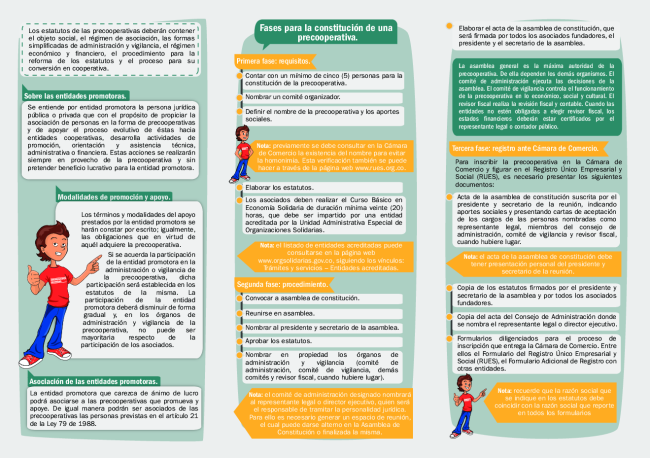 Los estatutos de las precooperativas deberán contener
el objeto social, el régimen de asociación, las formas
simplificadas de administración y vigilancia, el régimen
económico y financiero, el procedimiento para la
reforma de los estatutos y el proceso para su
conversión en cooperativa.
Sobre las entidades promotoras.
Se entiende por entidad promotora la persona jurídica
pública o privada que con el propósito de propiciar la
asociación de personas en la forma de precooperativas
y de apoyar el proceso evolutivo de éstas hacia
entidades cooperativas, desarrolla actividades de
promoción, orientación y asistencia técnica,
administrativa o financiera. Estas acciones se realizarán
siempre en provecho de la precooperativa y sin
pretender beneficio lucrativo para la entidad promotora.
Modalidades de promoción y apoyo.
Los términos y modalidades del apoyo
prestados por la entidad promotora se
harán constar por escrito; igualmente,
las obligaciones que en virtud de
aquél adquiere la precooperativa.
Si se acuerda la participación
de la entidad promotora en la
administración o vigilancia de
la precooperativa, dicha
participación será establecida en los
estatutos de la misma. La
participación de la entidad
promotora deberá disminuir de forma
gradual y, en los órganos de
administración y vigilancia de la
precooperativa, no puede ser
mayoritaria respecto de la
participación de los asociados.
Asociación de las entidades promotoras.
La entidad promotora que carezca de ánimo de lucro
podrá asociarse a las precooperativas que promueva y
apoye. De igual manera podrán ser asociados de las
precooperativas las personas previstas en el artículo 21
de la Ley 79 de 1988.
Fases para la constitución de una
precooperativa.
Primera fase: requisitos.
Contar con un mínimo de cinco (5) personas para la
constitución de la precooperativa.
Nombrar un comité organizador.
Definir el nombre de la precooperativa y los aportes
sociales.
Nota: previamente se debe consultar en la Cámara
de Comercio la existencia del nombre para evitar
la homonimia. Esta verificación también se puede
hacer a través de la página web www.rues.org.co.
Elaborar los estatutos.
Los asociados deben realizar el Curso Básico en
Economía Solidaria de duración mínima veinte (20)
horas, que debe ser impartido por una entidad
acreditada por la Unidad Administrativa Especial de
Organizaciones Solidarias.
Nota: el listado de entidades acreditadas puede
consultarse en la página web
www.orgsolidarias.gov.co, siguiendo los vínculos:
Trámites y servicios – Entidades acreditadas.
Segunda fase: procedimiento.
Convocar a asamblea de constitución.
Reunirse en asamblea.
Nombrar al presidente y secretario de la asamblea.
Aprobar los estatutos.
Nombrar en propiedad los órganos de
administración y vigilancia (comité de
administración, comité de vigilancia, demás
comités y revisor fiscal, cuando hubiere lugar).
Nota: el comité de administración designado nombrará
el representante legal o director ejecutivo, quien será
el responsable de tramitar la personalidad jurídica.
Para ello es necesario generar un espacio de reunión,
el cual puede darse alterno en la Asamblea de
Constitución o finalizada la misma.
Elaborar el acta de la asamblea de constitución, que
será firmada por todos los asociados fundadores, el
presidente y el secretario de la asamblea.
La asamblea general es la máxima autoridad de la
precooperativa. De ella dependen los demás organismos. El
comité de administración ejecuta las decisiones de la
asamblea. El comité de vigilancia controla el funcionamiento
de la precooperativa en lo económico, social y cultural. El
revisor fiscal realiza la revisión fiscal y contable. Cuando las
entidades no estén obligadas a elegir revisor fiscal, los
estados financieros deberán estar certificados por el
representante legal o contador público.
Tercera fase: registro ante Cámara de Comercio.
Para inscribir la precooperativa en la Cámara de
Comercio y figurar en el Registro Único Empresarial y
Social (RUES), es necesario presentar los siguientes
documentos:
Acta de la asamblea de constitución suscrita por el
presidente y secretario de la reunión, indicando
aportes sociales y presentando cartas de aceptación
de los cargos de las personas nombradas como
representante legal, miembros del consejo de
administración, comité de vigilancia y revisor fiscal,
cuando hubiere lugar.
Nota: el acta de la asamblea de constitución debe
tener presentación personal del presidente y
secretario de la reunión.
Copia de los estatutos firmados por el presidente y
secretario de la asamblea y por todos los asociados
fundadores.
Copia del acta del Consejo de Administración donde
se nombra el representante legal o director ejecutivo.
Formularios diligenciados para el proceso de
inscripción que entrega la Cámara de Comercio. Entre
ellos el Formulario del Registro Único Empresarial y
Social (RUES), el Formulario Adicional de Registro con
otras entidades.
Nota: recuerde que la razón social que
se indique en los estatutos debe
coincidir con la razón social que reporte
en todos los formularios